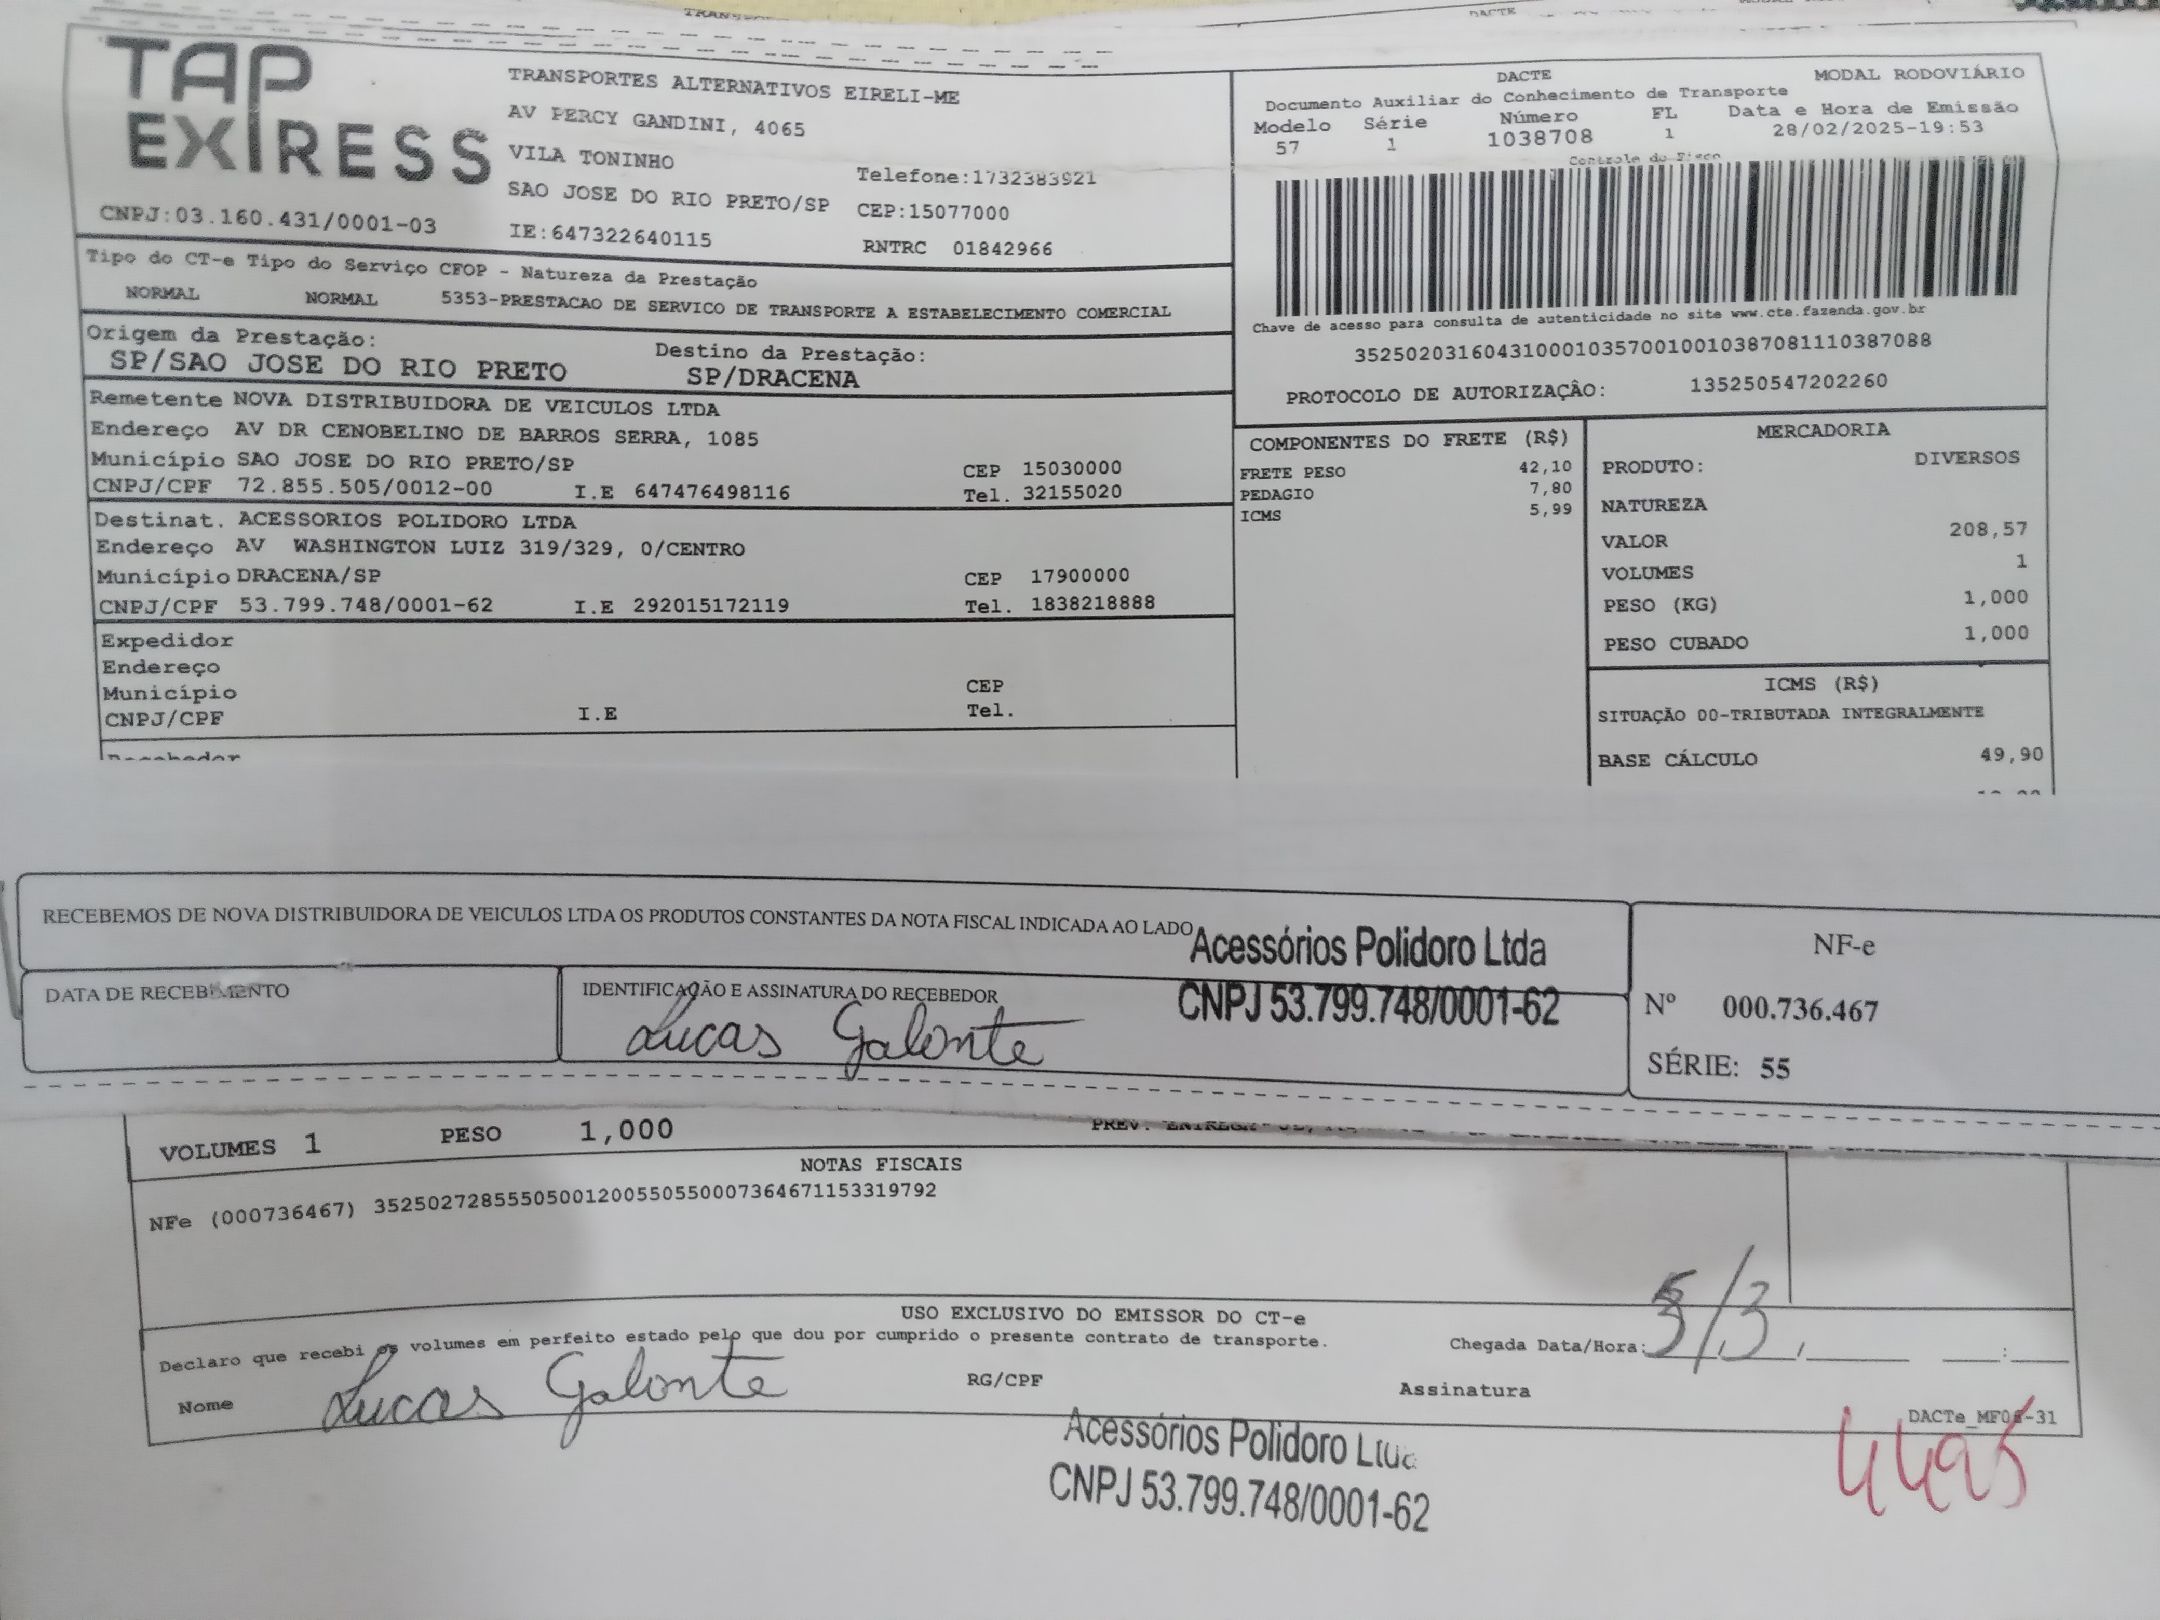 DACTE
TAP
EXPRESS
TRANSPORTES ALTERNATIVOS EIRELI-ME
AV PERCY GANDINI, 4065
VILA TONINHO
Telefone:1732383921
SAO JOSE DO RIO PRETO/SP CEP:15077000
CNPJ:03.160.431/0001-03 IE:647322640115 RNTRC 01842966
DACTE MODAL RODOVIÁRIO
Documento Auxiliar do Conhecimento de Transporte
Modelo Série Número FL Data e Hora de Emissão
57 1 1038708 1 28/02/2025-19:53
Controle do Fisco
Chave de acesso para consulta de autenticidade no site www.cte.fazenda.gov.br
35250203160431000103570010010387081110387088
PROTOCOLO DE AUTORIZAÇÃO: 135250547202260
Tipo do CT-e Tipo do Serviço CFOP - Natureza da Prestação
NORMAL NORMAL 5353-PRESTACAO DE SERVICO DE TRANSPORTE A ESTABELECIMENTO COMERCIAL
Origem da Prestação: Destino da Prestação:
SP/SAO JOSE DO RIO PRETO SP/DRACENA
Remetente NOVA DISTRIBUIDORA DE VEICULOS LTDA
Endereço AV DR CENOBELINO DE BARROS SERRA, 1085
Município SAO JOSE DO RIO PRETO/SP CEP 15030000
CNPJ/CPF 72.855.505/0012-00 I.E 647476498116 Tel. 32155020
Destinat. ACESSORIOS POLIDORO LTDA
Endereço AV WASHINGTON LUIZ 319/329, 0/CENTRO
Município DRACENA/SP CEP 17900000
CNPJ/CPF 53.799.748/0001-62 I.E 292015172119 Tel. 1838218888
Expedidor
Endereço
Município CEP
CNPJ/CPF I.E Tel.
COMPONENTES DO FRETE (R$)
FRETE PESO 42,10
PEDAGIO 7,80
ICMS 5,99
MERCADORIA
PRODUTO: DIVERSOS
NATUREZA
VALOR 208,57
VOLUMES 1
PESO (KG) 1,000
PESO CUBADO 1,000
ICMS (R$)
SITUAÇÃO 00-TRIBUTADA INTEGRALMENTE
BASE CÁLCULO 49,90
RECEBEMOS DE NOVA DISTRIBUIDORA DE VEICULOS LTDA OS PRODUTOS CONSTANTES DA NOTA FISCAL INDICADA AO LADO
Acessórios Polidoro Ltda
CNPJ 53.799.748/0001-62
DATA DE RECEBIMENTO IDENTIFICAÇÃO E ASSINATURA DO RECEBEDOR
Lucas Galonte
NF-e
Nº 000.736.467
SÉRIE: 55
VOLUMES 1 PESO 1,000 PREV. ENTREGA
NOTAS FISCAIS
NFe (000736467) 35250272855505001200550550007364671153319792
USO EXCLUSIVO DO EMISSOR DO CT-e
Declaro que recebi os volumes em perfeito estado pelo que dou por cumprido o presente contrato de transporte. Chegada Data/Hora: 5/3
Nome Lucas Galonte RG/CPF Assinatura
DACTe_MF06-31
Acessórios Polidoro Ltda
CNPJ 53.799.748/0001-62